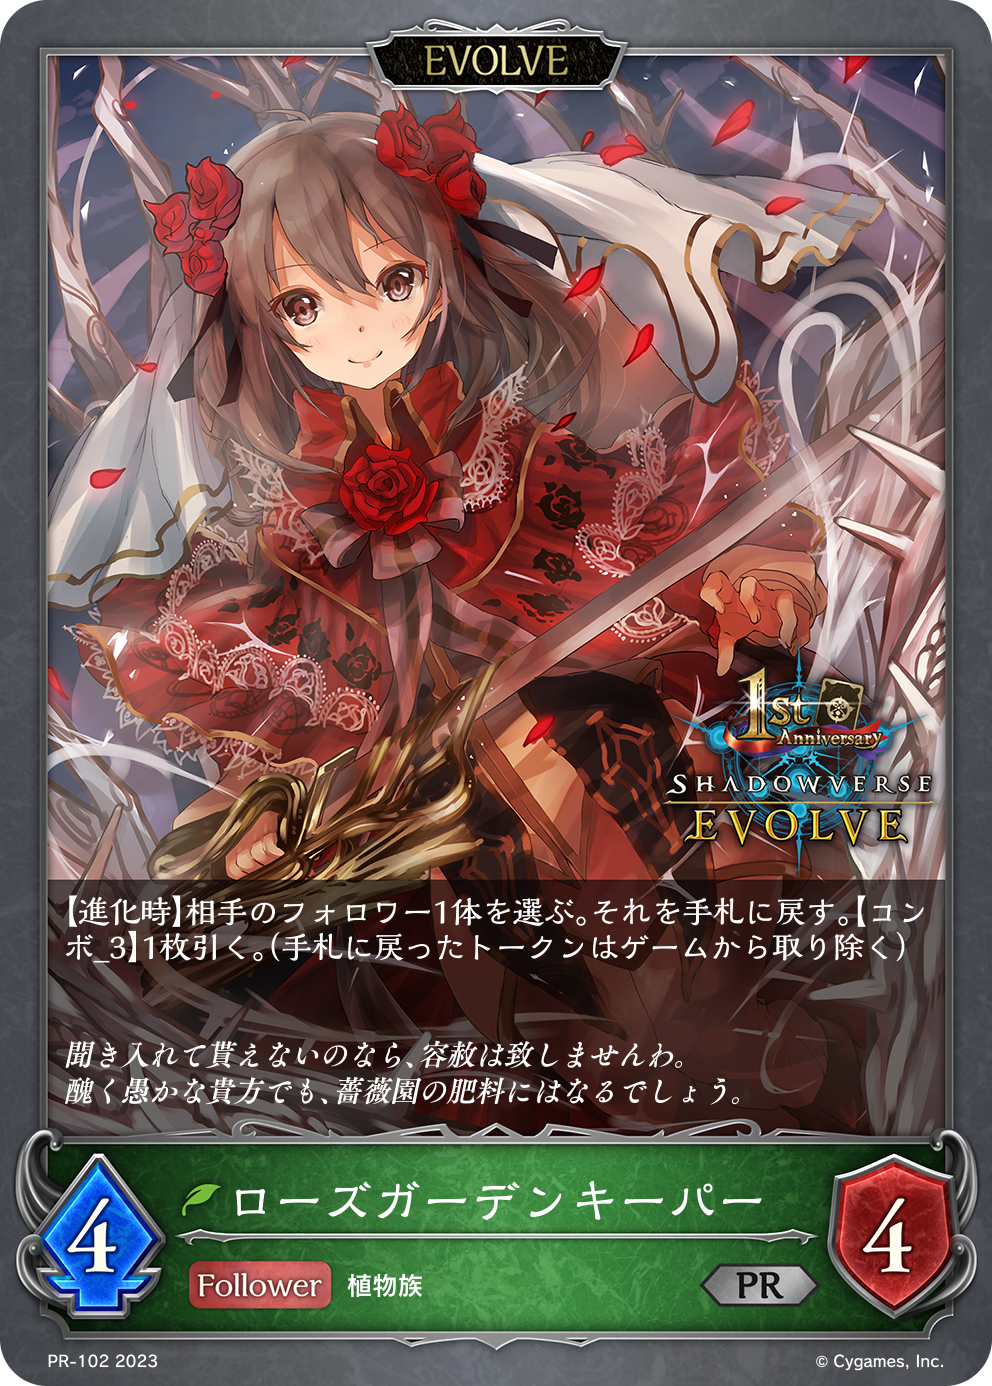 EVOLVE
1st
Anniversary
SHADOWVERSE
EVOLVE
【進化時】相手のフォロワー1体を選ぶ。それを手札に戻す。【コン
ボ_3】1枚引く。（手札に戻ったトークンはゲームから取り除く）
聞き入れて貰えないのなら、容赦は致しませんわ。
醜く愚かな貴方でも、薔薇園の肥料にはなるでしょう。
4
ローズガーデンキーパー
4
Follower 植物族
PR
PR-102 2023
© Cygames, Inc.